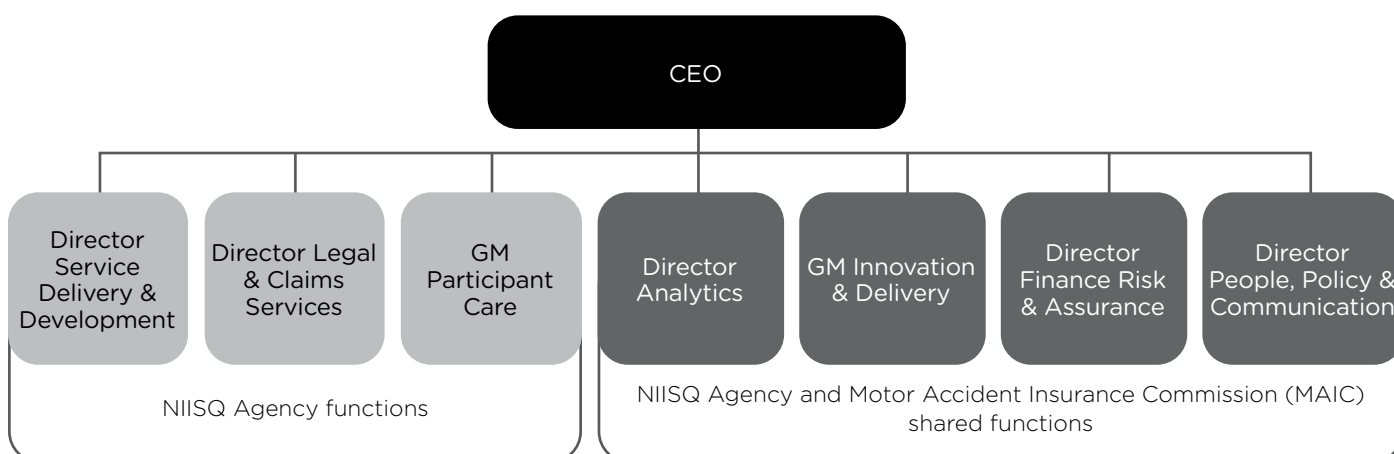 CEO
Director
Service
Delivery &
Development
Director Legal
& Claims
Services
GM
Participant
Care
Director
Analytics
GM Innovation
& Delivery
Director
Finance Risk
& Assurance
Director
People, Policy &
Communication
NIISQ Agency functions
NIISQ Agency and Motor Accident Insurance Commission (MAIC)
shared functions